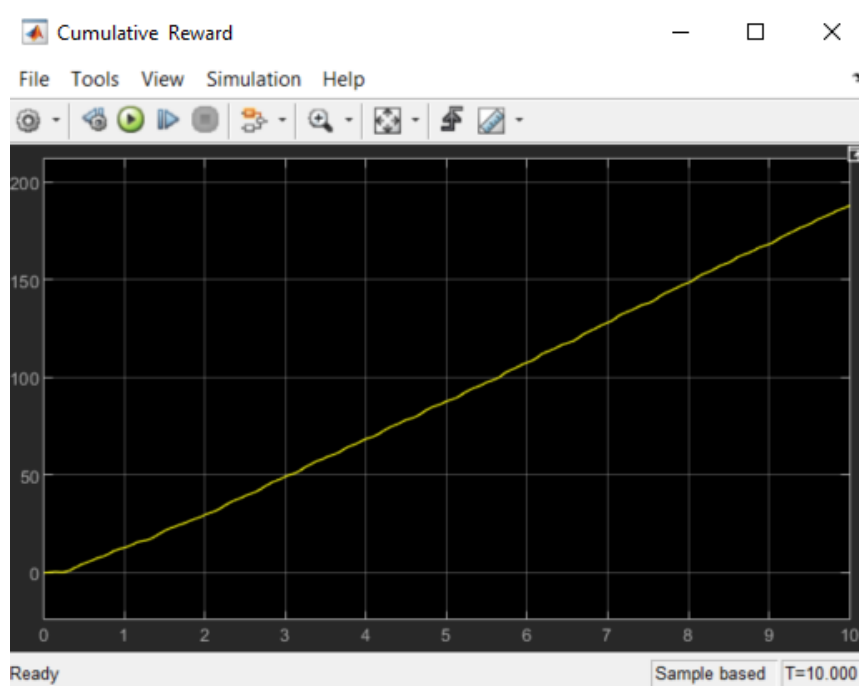 Cumulative Reward
File Tools View Simulation Help
200
150
100
50
0
0 1 2 3 4 5 6 7 8 9 10
Ready Sample based T=10.000